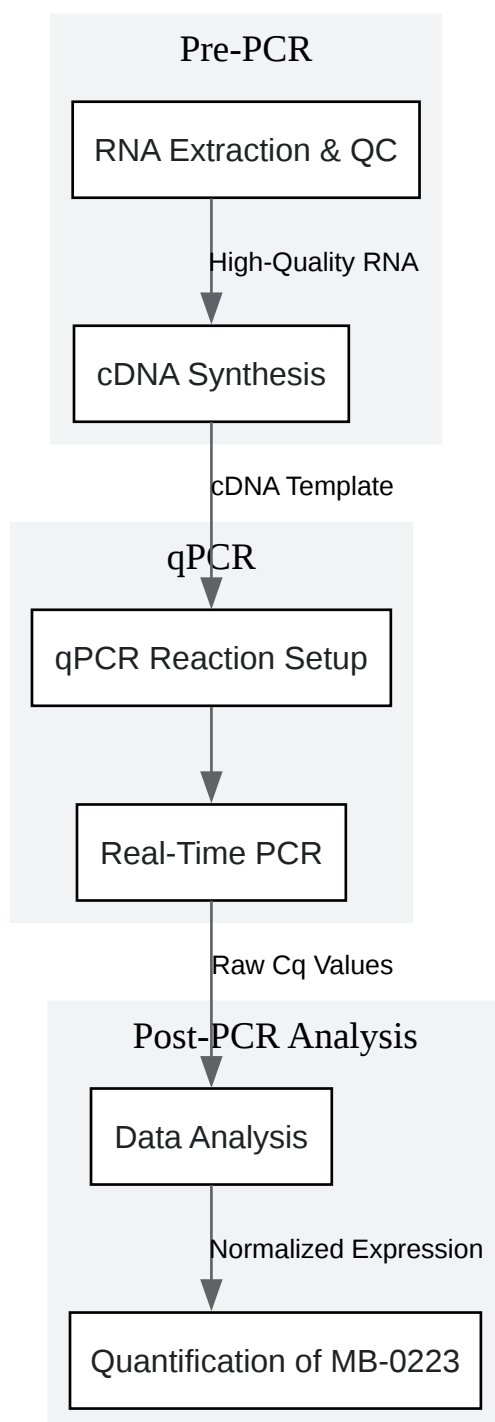 Pre-PCR
RNA Extraction & QC
High-Quality RNA
cDNA Synthesis
cDNA Template
qPCR
qPCR Reaction Setup
Real-Time PCR
Raw Cq Values
Post-PCR Analysis
Data Analysis
Normalized Expression
Quantification of MB-0223